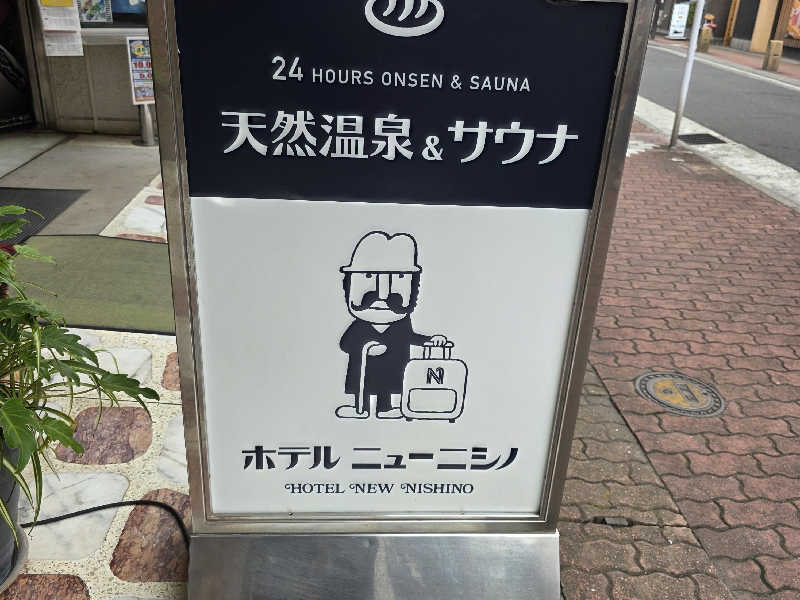 24 HOURS ONSEN & SAUNA
天然温泉&サウナ
N
ホテル ニューニシノ
HOTEL NEW NISHINO